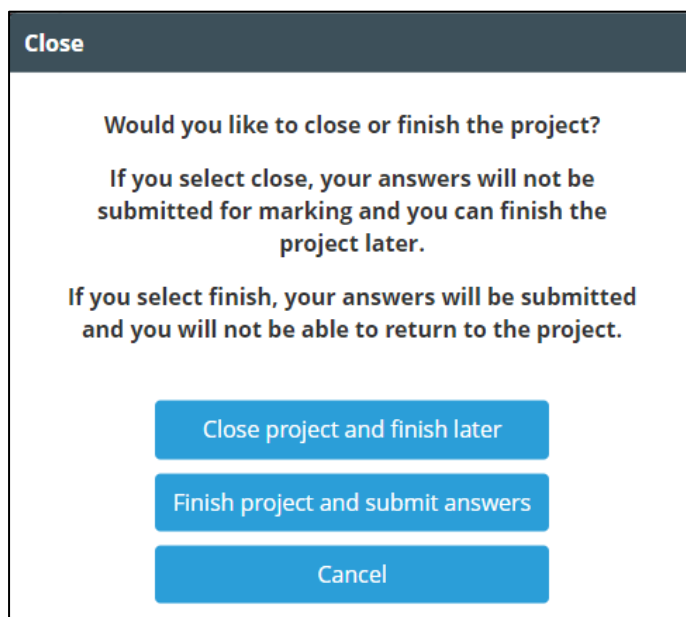 Close
Would you like to close or finish the project?
If you select close, your answers will not be
submitted for marking and you can finish the
project later.
If you select finish, your answers will be submitted
and you will not be able to return to the project.
Close project and finish later
Finish project and submit answers
Cancel